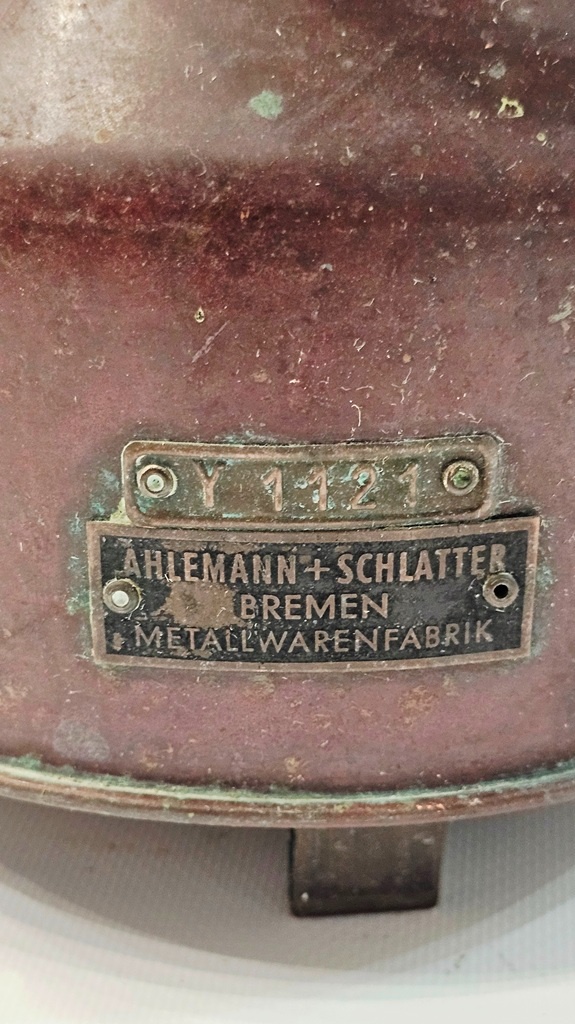 Y 1121
AHLEMANN + SCHLATTER
BREMEN
METALLWARENFABRIK